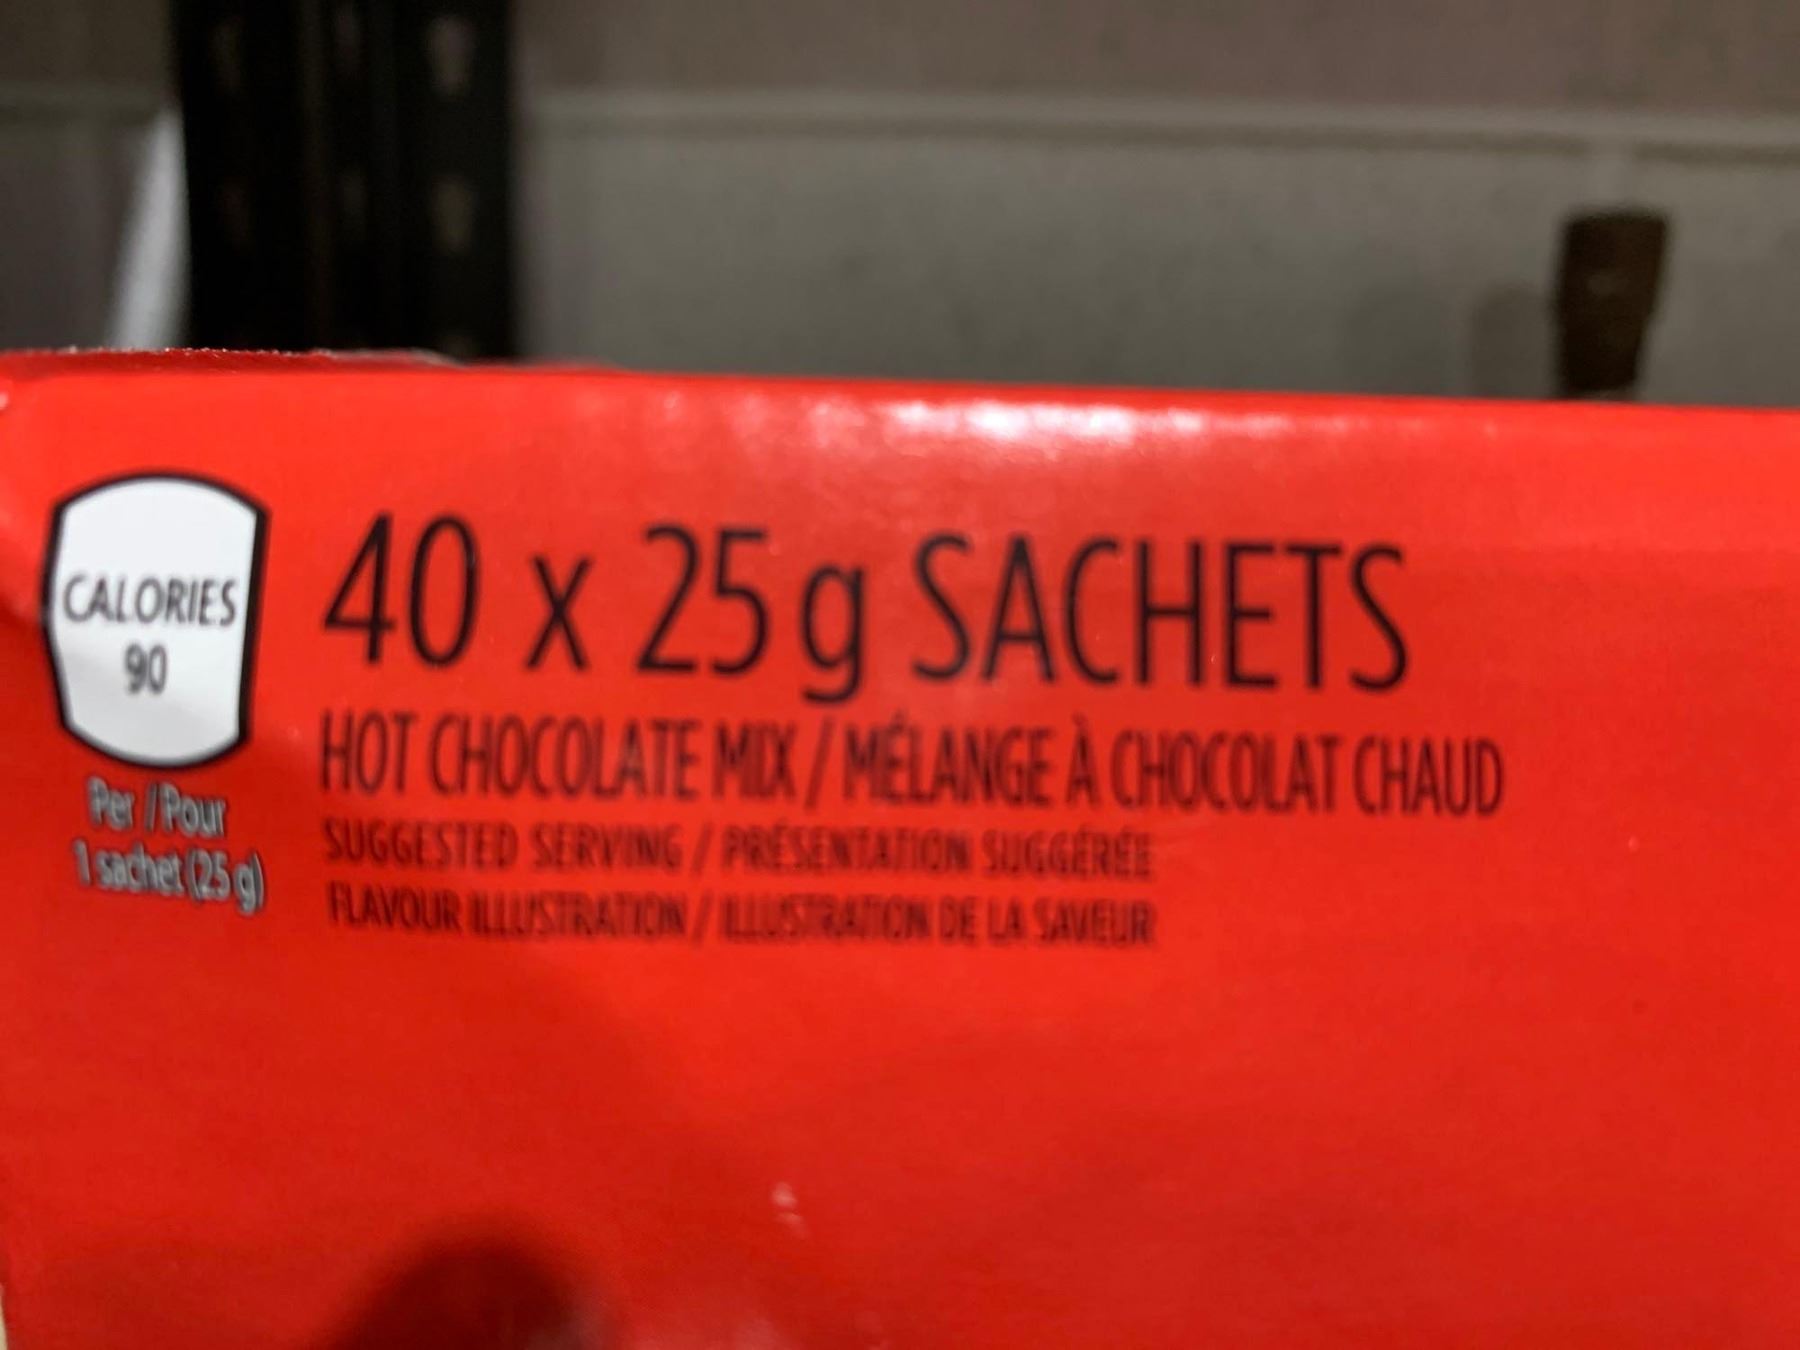 CALORIES
90
Per / Pour
1 sachet (25 g)
40 x 25 g SACHETS
HOT CHOCOLATE MIX / MÉLANGE À CHOCOLAT CHAUD
SUGGESTED SERVING / PRÉSENTATION SUGGÉRÉE
FLAVOUR ILLUSTRATION / ILLUSTRATION DE LA SAVEUR